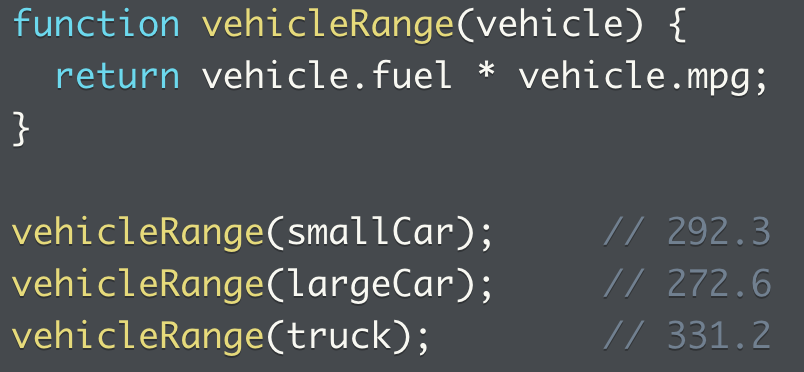 function vehicleRange(vehicle) {
  return vehicle.fuel * vehicle.mpg;
}
vehicleRange(smallCar);     // 292.3
vehicleRange(largeCar);     // 272.6
vehicleRange(truck);        // 331.2